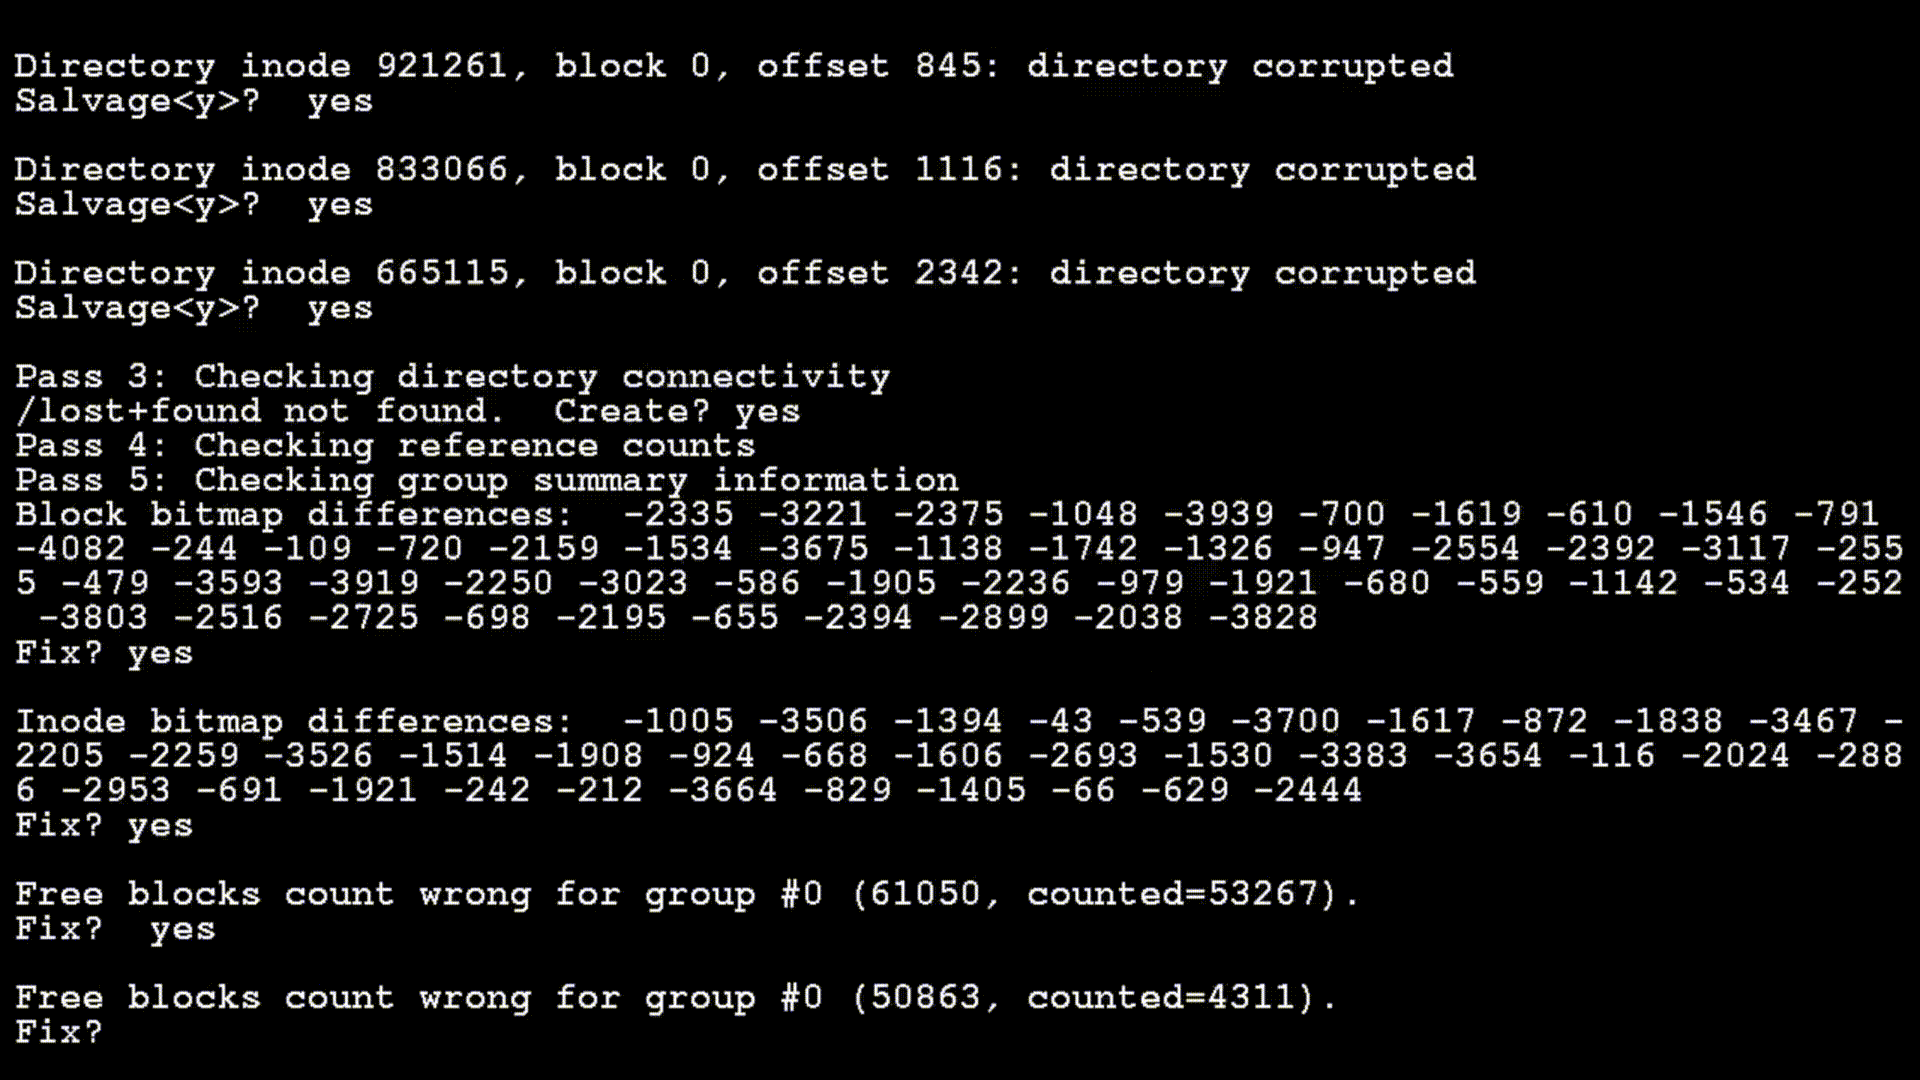 Directory inode 921261, block 0, offset 845: directory corrupted
Salvage<y>?  yes
Directory inode 833066, block 0, offset 1116: directory corrupted
Salvage<y>?  yes
Directory inode 665115, block 0, offset 2342: directory corrupted
Salvage<y>?  yes
Pass 3: Checking directory connectivity
/lost+found not found.  Create? yes
Pass 4: Checking reference counts
Pass 5: Checking group summary information
Block bitmap differences:  -2335 -3221 -2375 -1048 -3939 -700 -1619 -610 -1546 -791
-4082 -244 -109 -720 -2159 -1534 -3675 -1138 -1742 -1326 -947 -2554 -2392 -3117 -255
5 -479 -3593 -3919 -2250 -3023 -586 -1905 -2236 -979 -1921 -680 -559 -1142 -534 -252
 -3803 -2516 -2725 -698 -2195 -655 -2394 -2899 -2038 -3828
Fix? yes
Inode bitmap differences:  -1005 -3506 -1394 -43 -539 -3700 -1617 -872 -1838 -3467 -
2205 -2259 -3526 -1514 -1908 -924 -668 -1606 -2693 -1530 -3383 -3654 -116 -2024 -288
6 -2953 -691 -1921 -242 -212 -3664 -829 -1405 -66 -629 -2444
Fix? yes
Free blocks count wrong for group #0 (61050, counted=53267).
Fix?  yes
Free blocks count wrong for group #0 (50863, counted=4311).
Fix?